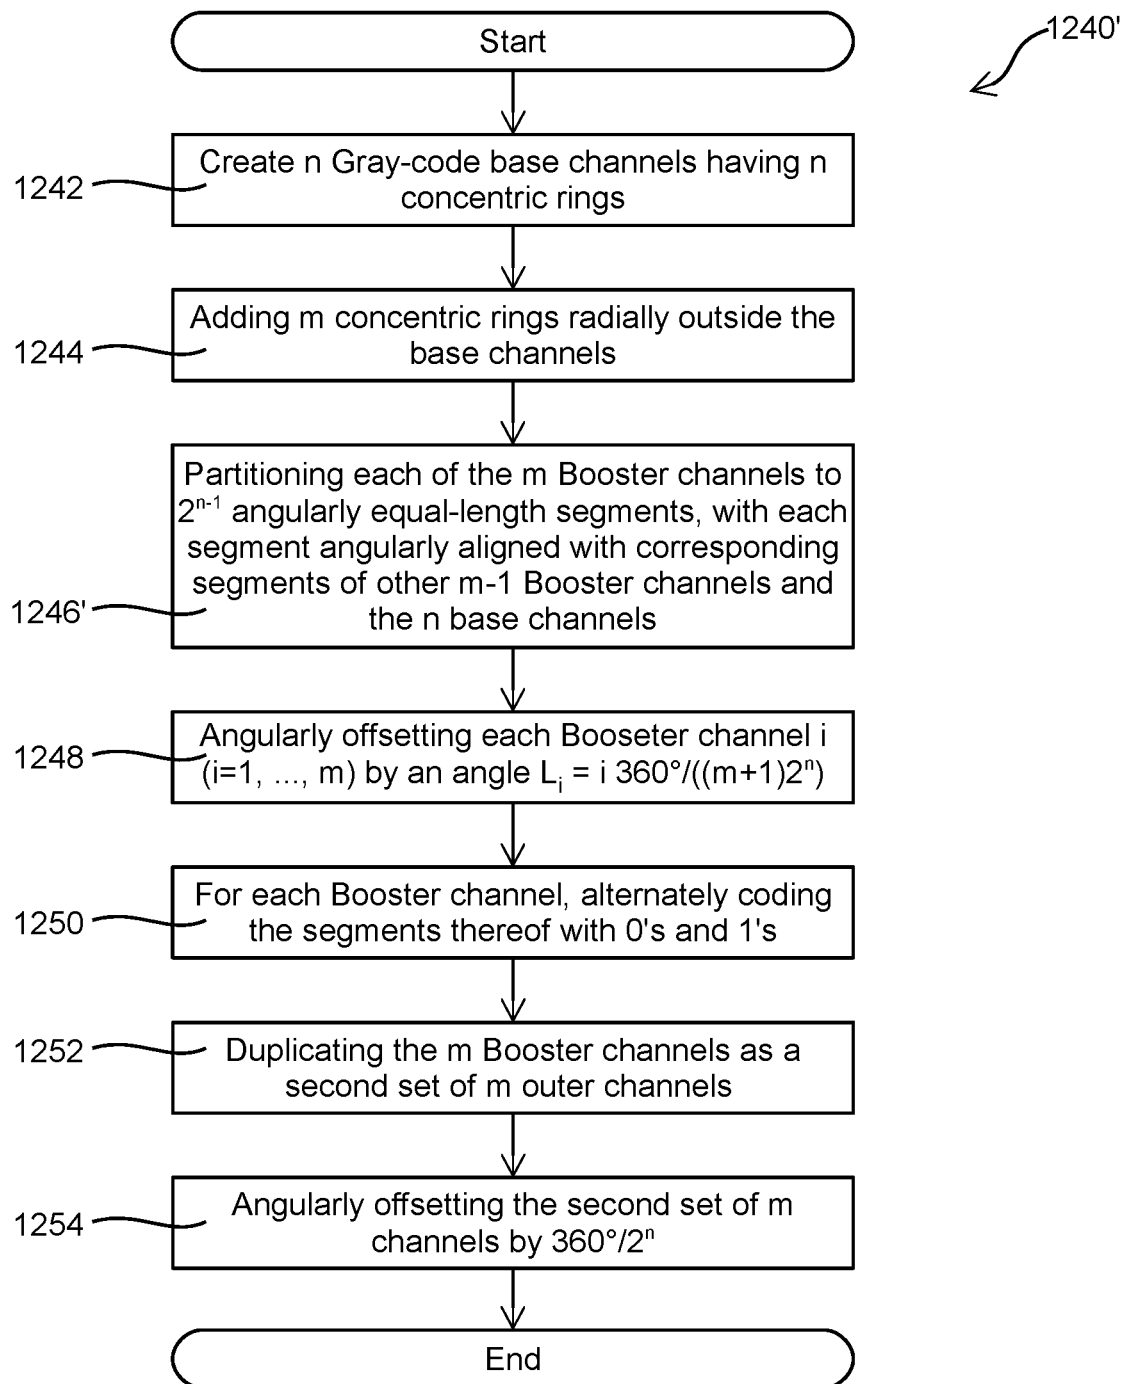 Start
1240'
Create n Gray-code base channels having n
concentric rings
1242
Adding m concentric rings radially outside the
base channels
1244
Partitioning each of the m Booster channels to
2ⁿ⁻¹ angularly equal-length segments, with each
segment angularly aligned with corresponding
segments of other m-1 Booster channels and
the n base channels
1246'
Angularly offsetting each Booseter channel i
(i=1, ..., m) by an angle Lᵢ = i 360°/((m+1)2ⁿ)
1248
For each Booster channel, alternately coding
the segments thereof with 0's and 1's
1250
Duplicating the m Booster channels as a
second set of m outer channels
1252
Angularly offsetting the second set of m
channels by 360°/2ⁿ
1254
End